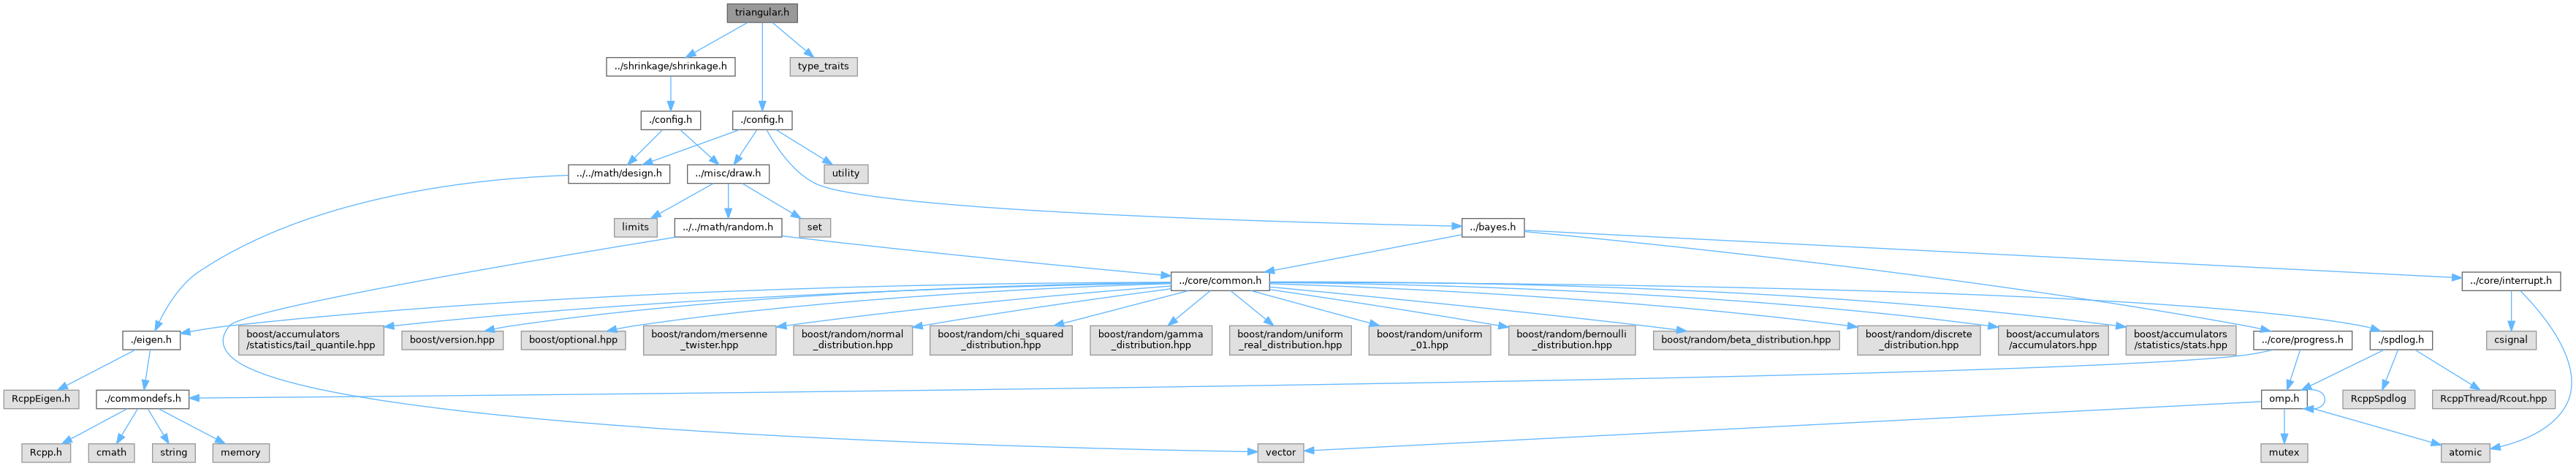 triangular.h
../shrinkage/shrinkage.h
type_traits
./config.h
./config.h
../../math/design.h
../misc/draw.h
utility
limits
../../math/random.h
set
../bayes.h
../core/common.h
../core/interrupt.h
./eigen.h
boost/accumulators
/statistics/tail_quantile.hpp
boost/version.hpp
boost/optional.hpp
boost/random/mersenne
_twister.hpp
boost/random/normal
_distribution.hpp
boost/random/chi_squared
_distribution.hpp
boost/random/gamma
_distribution.hpp
boost/random/uniform
_real_distribution.hpp
boost/random/uniform
_01.hpp
boost/random/bernoulli
_distribution.hpp
boost/random/beta_distribution.hpp
boost/random/discrete
_distribution.hpp
boost/accumulators
/accumulators.hpp
boost/accumulators
/statistics/stats.hpp
../core/progress.h
./spdlog.h
csignal
RcppEigen.h
./commondefs.h
omp.h
RcppSpdlog
RcppThread/Rcout.hpp
Rcpp.h
cmath
string
memory
vector
mutex
atomic